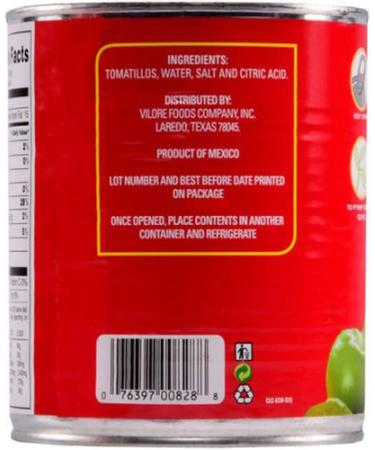 Facts
INGREDIENTS:
TOMATILLOS, WATER, SALT AND CITRIC ACID.
DISTRIBUTED BY:
VILORE FOODS COMPANY, INC.
LAREDO, TEXAS 78045.
PRODUCT OF MEXICO
LOT NUMBER AND BEST BEFORE DATE PRINTED
ON PACKAGE
ONCE OPENED, PLACE CONTENTS IN ANOTHER
CONTAINER AND REFRIGERATE
0 76397 00828 8